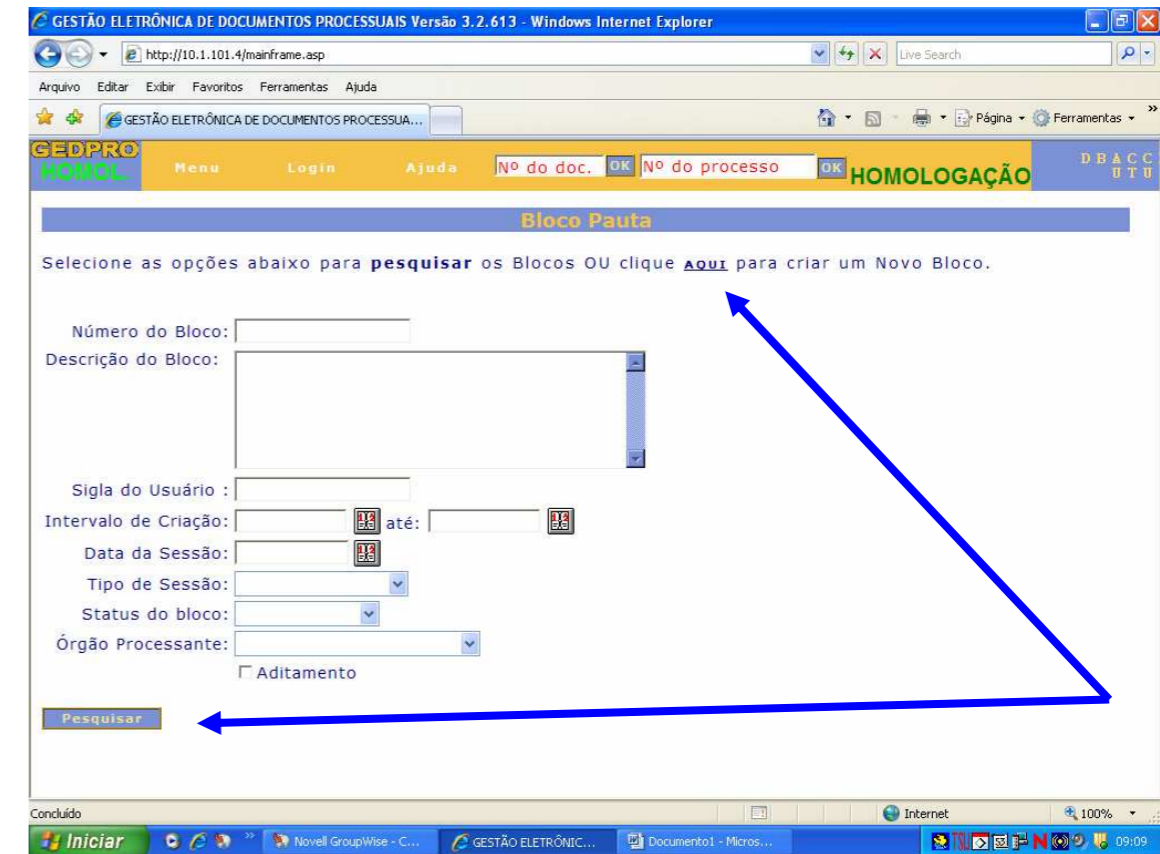 GESTÃO ELETRÔNICA DE DOCUMENTOS PROCESSUAIS Versão 3.2.613 - Windows Internet Explorer
http://10.1.101.4/mainframe.asp
Live Search
Arquivo Editar Exibir Favoritos Ferramentas Ajuda
GESTÃO ELETRÔNICA DE DOCUMENTOS PROCESSUA...
Página
Ferramentas
GEDPRO
HOMOL.
Menu Login Ajuda Nº do doc. OK Nº do processo OK HOMOLOGAÇÃO
DBACC
UTU
Bloco Pauta
Selecione as opções abaixo para pesquisar os Blocos OU clique AQUI para criar um Novo Bloco.
Número do Bloco:
Descrição do Bloco:
Sigla do Usuário :
Intervalo de Criação: até:
Data da Sessão:
Tipo de Sessão:
Status do bloco:
Órgão Processante:
Aditamento
Pesquisar
Concluído Internet 100%
Iniciar Novell GroupWise - C... GESTÃO ELETRÔNIC... Documento1 - Micros... 09:09